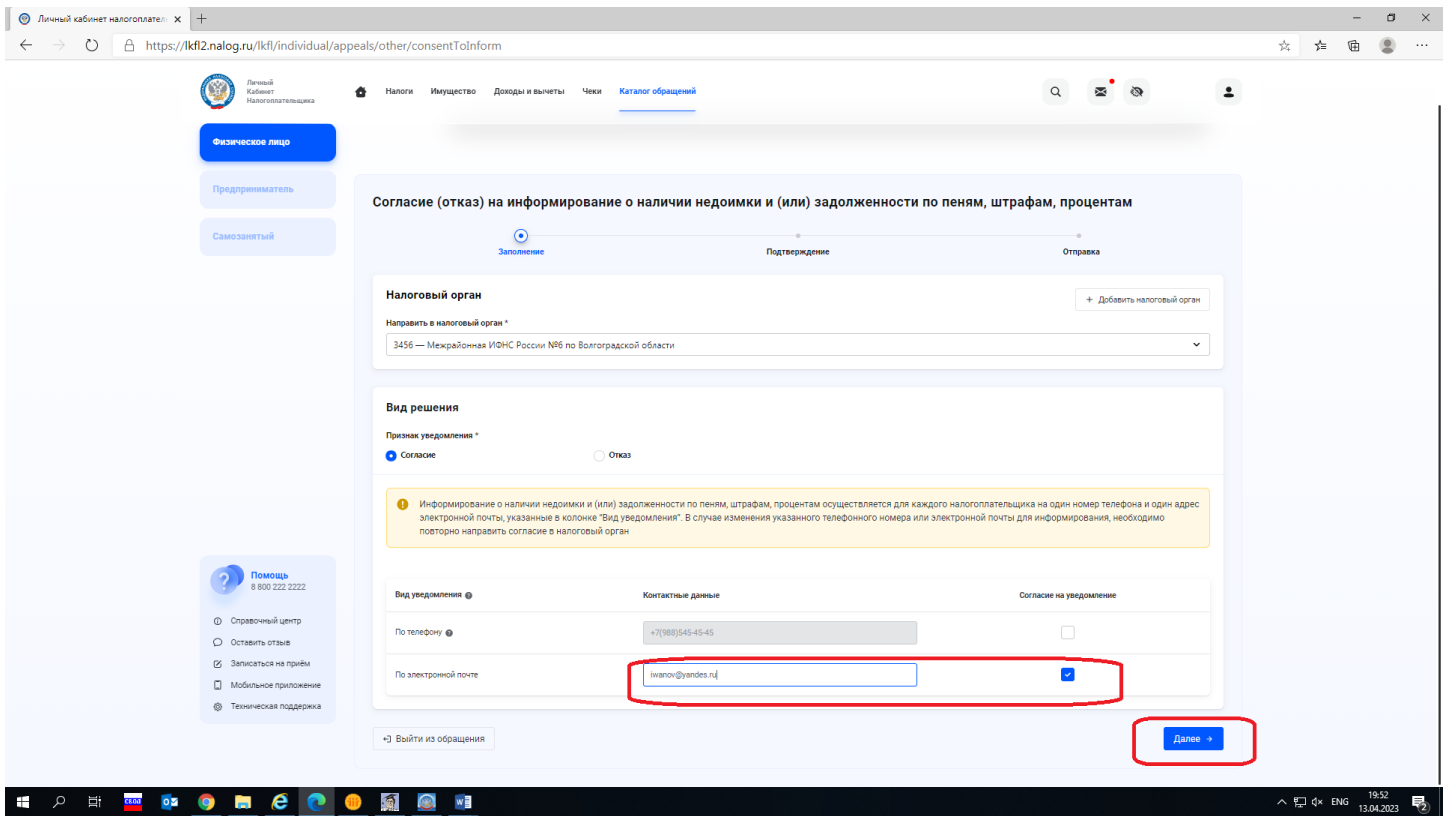 Личный кабинет налогоплател
https://lkfl2.nalog.ru/lkfl/individual/appeals/other/consentToInform
Личный
Кабинет
Налогоплательщика
Налоги Имущество Доходы и вычеты Чеки Каталог обращений
Физическое лицо
Предприниматель
Самозанятый
Согласие (отказ) на информирование о наличии недоимки и (или) задолженности по пеням, штрафам, процентам
Заполнение Подтверждение Отправка
Налоговый орган
+ Добавить налоговый орган
Направить в налоговый орган *
3456 — Межрайонная ИФНС России №6 по Волгоградской области
Вид решения
Признак уведомления *
Согласие Отказ
Информирование о наличии недоимки и (или) задолженности по пеням, штрафам, процентам осуществляется для каждого налогоплательщика на один номер телефона и один адрес
электронной почты, указанные в колонке "Вид уведомления". В случае изменения указанного телефонного номера или электронной почты для информирования, необходимо
повторно направить согласие в налоговый орган
Вид уведомления Контактные данные Согласие на уведомление
По телефону +7(988)545-45-45
По электронной почте iwanov@yandes.ru
Выйти из обращения
Далее →
Помощь
8 800 222 2222
Справочный центр
Оставить отзыв
Записаться на приём
Мобильное приложение
Техническая поддержка
СВОД
ENG
19:52
13.04.2023
2